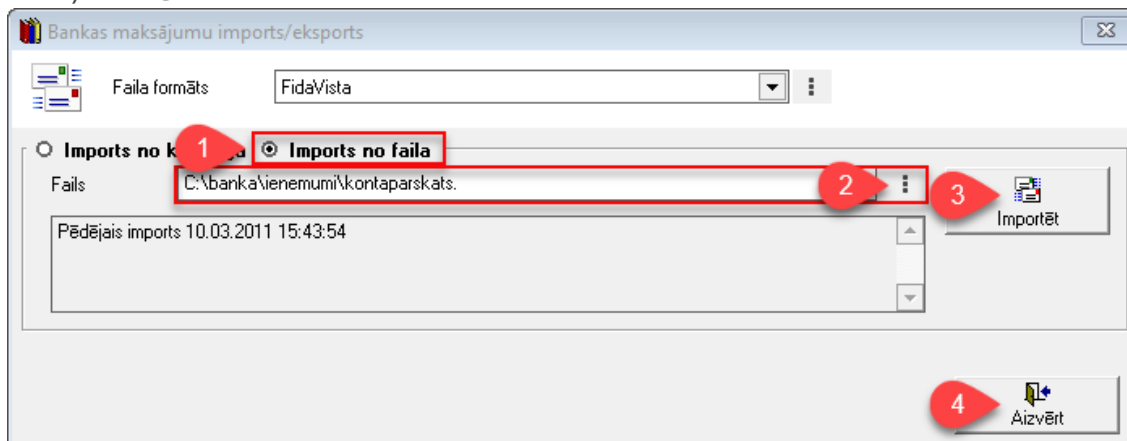 Bankas maksājumu imports/eksports
Faila formāts FidaVista
Imports no 1 Imports no faila
Fails C:\banka\ienemumi\kontaparskats. 2
3 Importēt
Pēdējais imports 10.03.2011 15:43:54
4 Aizvērt